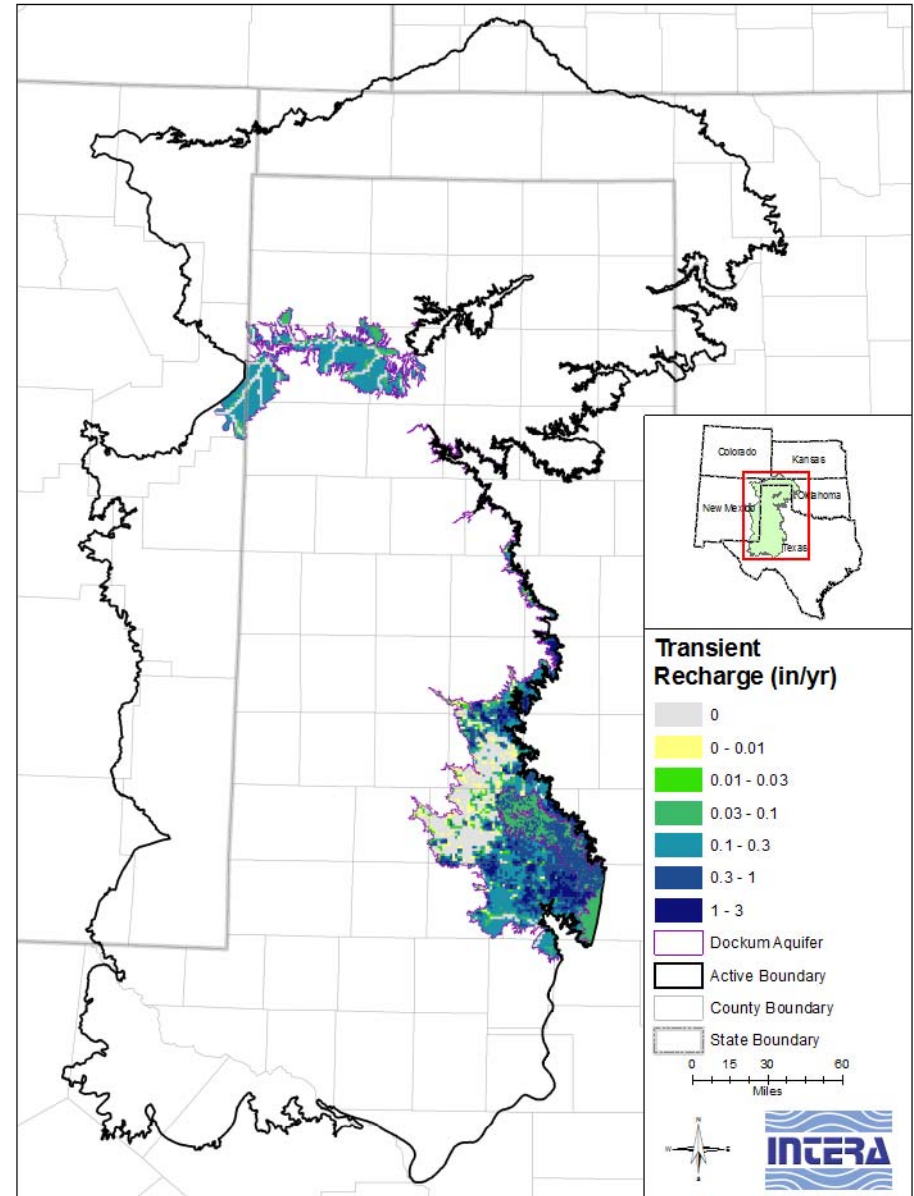 Colorado
Kansas
New Mexico
Oklahoma
Texas
Transient
Recharge (in/yr)
0
0 - 0.01
0.01 - 0.03
0.03 - 0.1
0.1 - 0.3
0.3 - 1
1 - 3
Dockum Aquifer
Active Boundary
County Boundary
State Boundary
0 15 30 60
Miles
N
W E
S
INTERA